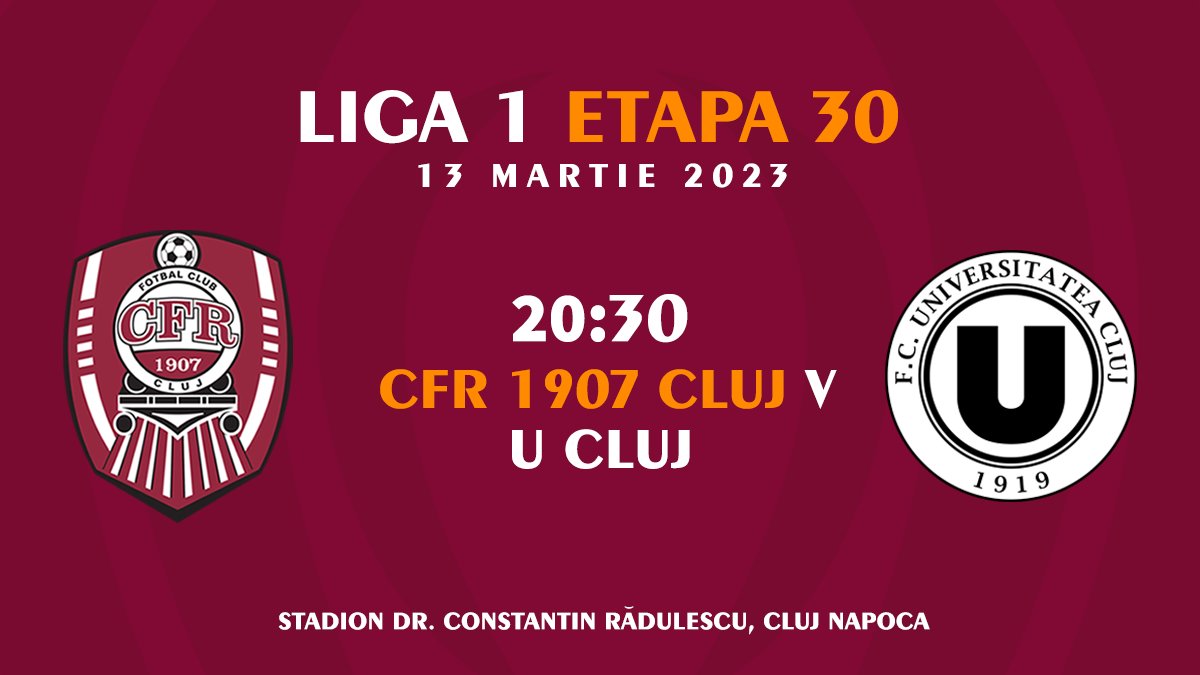 LIGA 1 ETAPA 30
13 MARTIE 2023
FOTBAL CLUB
CFR
1907
CLUJ
20:30
CFR 1907 CLUJ V
U CLUJ
F.C. UNIVERSITATEA CLUJ
U
1919
STADION DR. CONSTANTIN RĂDULESCU, CLUJ NAPOCA